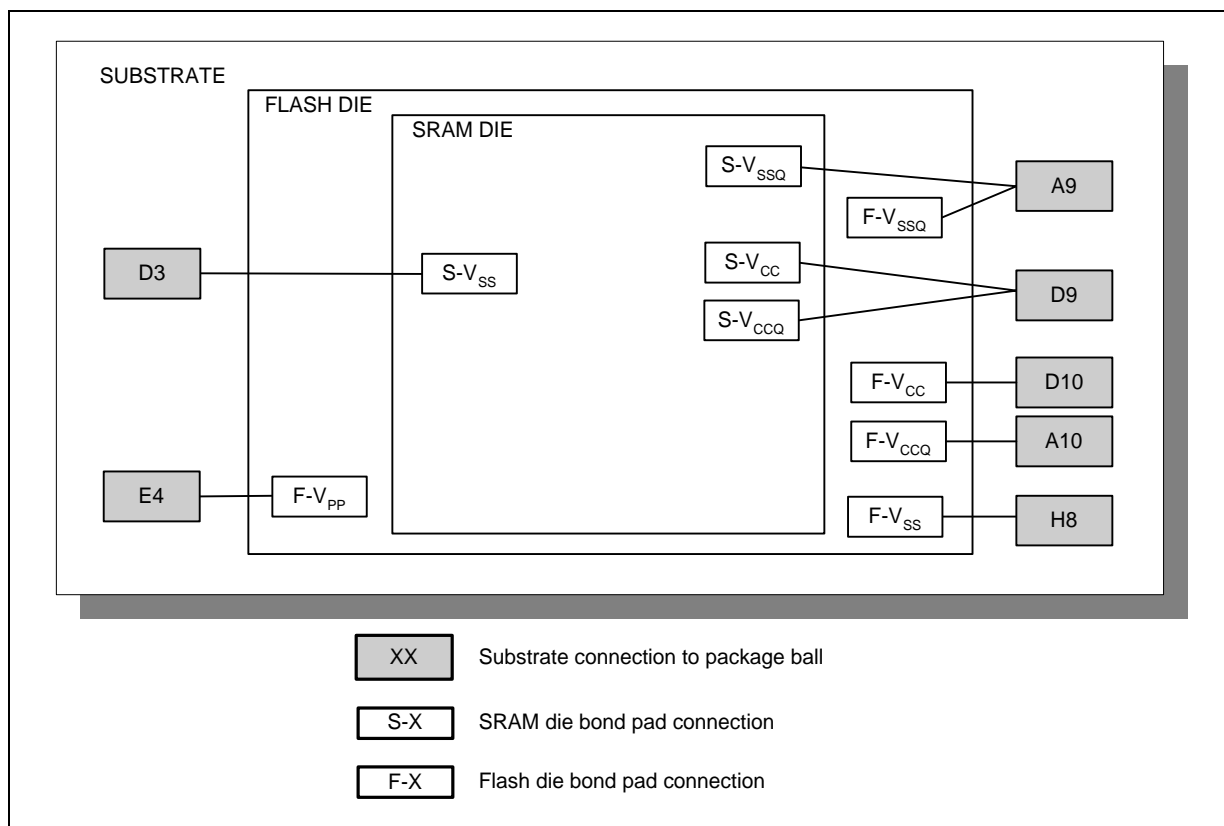 SUBSTRATE
FLASH DIE
SRAM DIE
S-VSSQ
A9
F-VSSQ
D3
S-VSS
S-VCC
D9
S-VCCQ
F-VCC
D10
F-VCCQ
A10
E4
F-VPP
F-VSS
H8
XX Substrate connection to package ball
S-X SRAM die bond pad connection
F-X Flash die bond pad connection